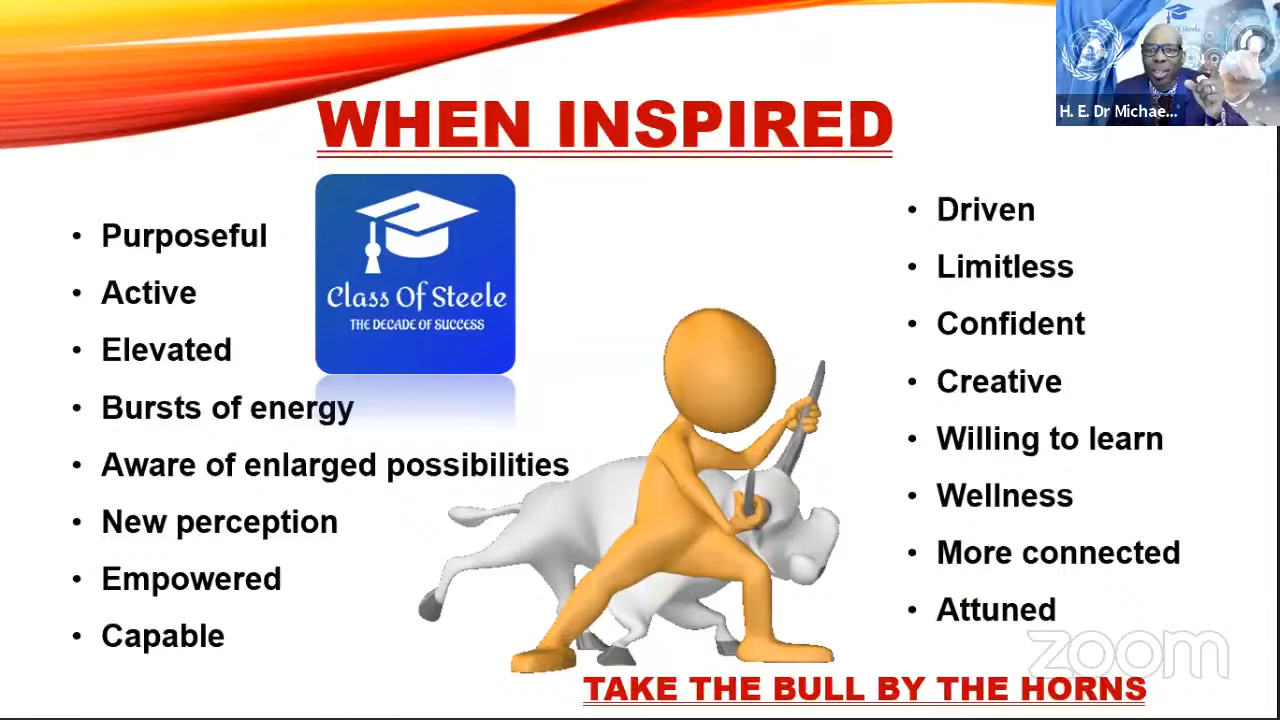 WHEN INSPIRED
H. E. Dr Michae...
Class Of Steele
THE DECADE OF SUCCESS
• Purposeful
• Active
• Elevated
• Bursts of energy
• Aware of enlarged possibilities
• New perception
• Empowered
• Capable
• Driven
• Limitless
• Confident
• Creative
• Willing to learn
• Wellness
• More connected
• Attuned
zoom
TAKE THE BULL BY THE HORNS